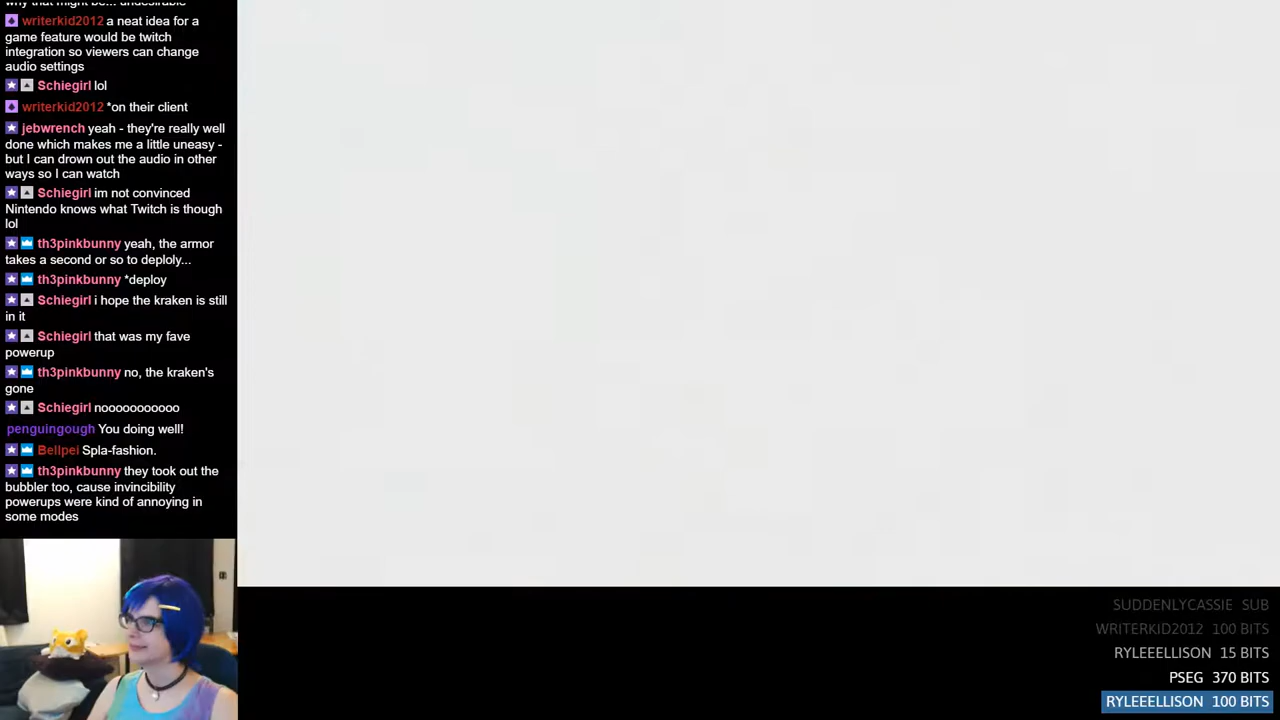 writerkid2012 a neat idea for a
game feature would be twitch
integration so viewers can change
audio settings
Schiegirl lol
writerkid2012 *on their client
jebwrench yeah - they're really well
done which makes me a little uneasy -
but I can drown out the audio in other
ways so I can watch
Schiegirl im not convinced
Nintendo knows what Twitch is though
lol
th3pinkbunny yeah, the armor
takes a second or so to deploly...
th3pinkbunny *deploy
Schiegirl i hope the kraken is still
in it
Schiegirl that was my fave
powerup
th3pinkbunny no, the kraken's
gone
Schiegirl nooooooooooo
penguingough You doing well!
Bellpei Spla-fashion.
th3pinkbunny they took out the
bubbler too, cause invincibility
powerups were kind of annoying in
some modes
SUDDENLYCASSIE SUB
WRITERKID2012 100 BITS
RYLEEELLISON 15 BITS
PSEG 370 BITS
RYLEEELLISON 100 BITS